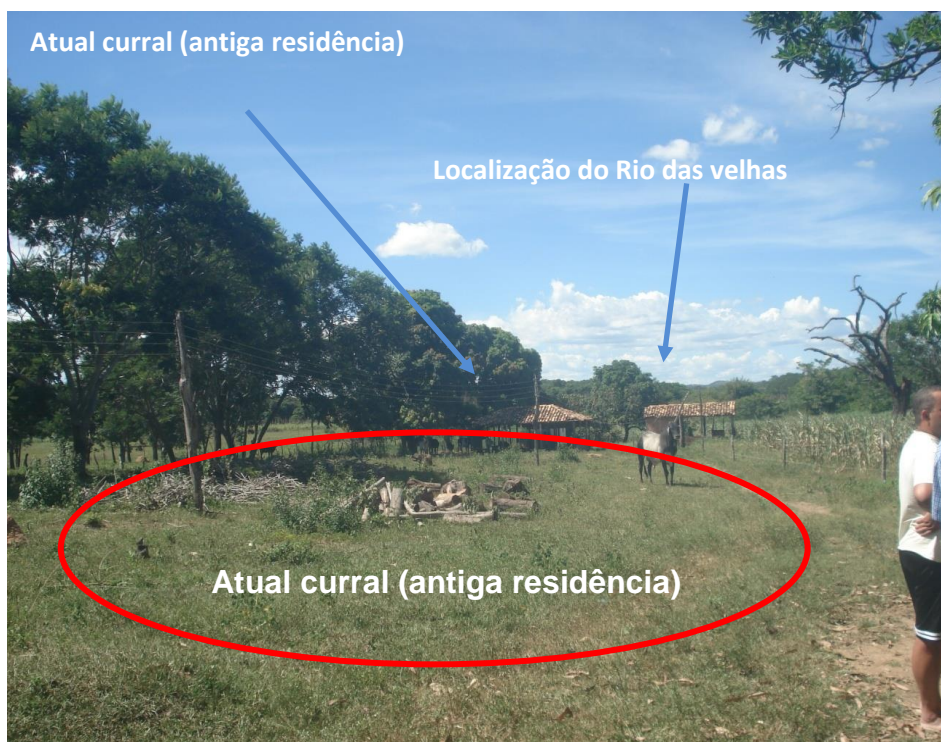 Atual curral (antiga residência)
Localização do Rio das velhas
Atual curral (antiga residência)